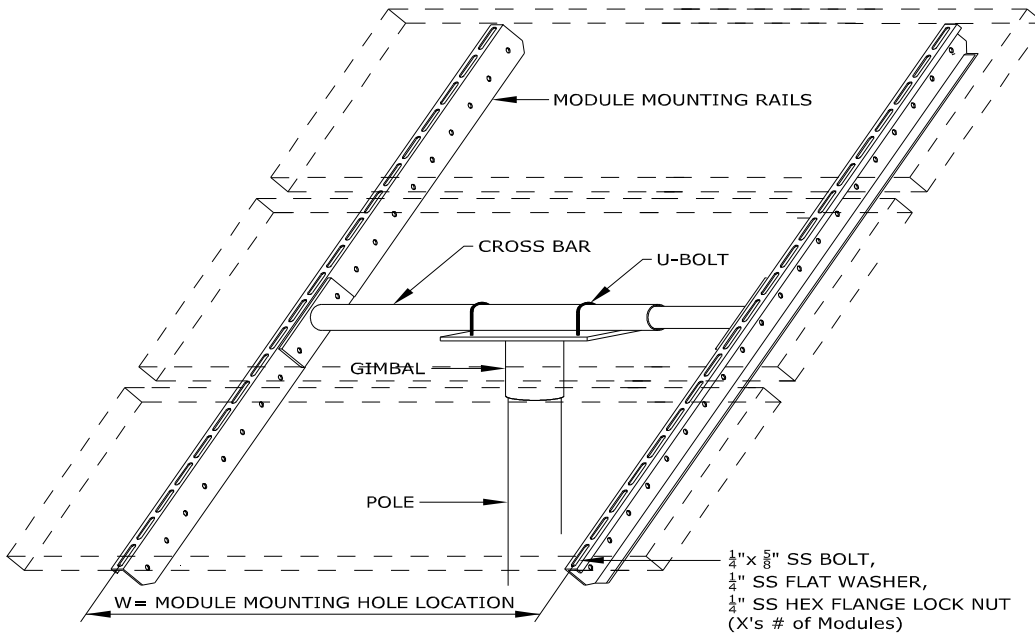 MODULE MOUNTING RAILS
CROSS BAR
U-BOLT
GIMBAL
POLE
W= MODULE MOUNTING HOLE LOCATION
1/4"x 5/8" SS BOLT,
1/4" SS FLAT WASHER,
1/4" SS HEX FLANGE LOCK NUT
(X's # of Modules)